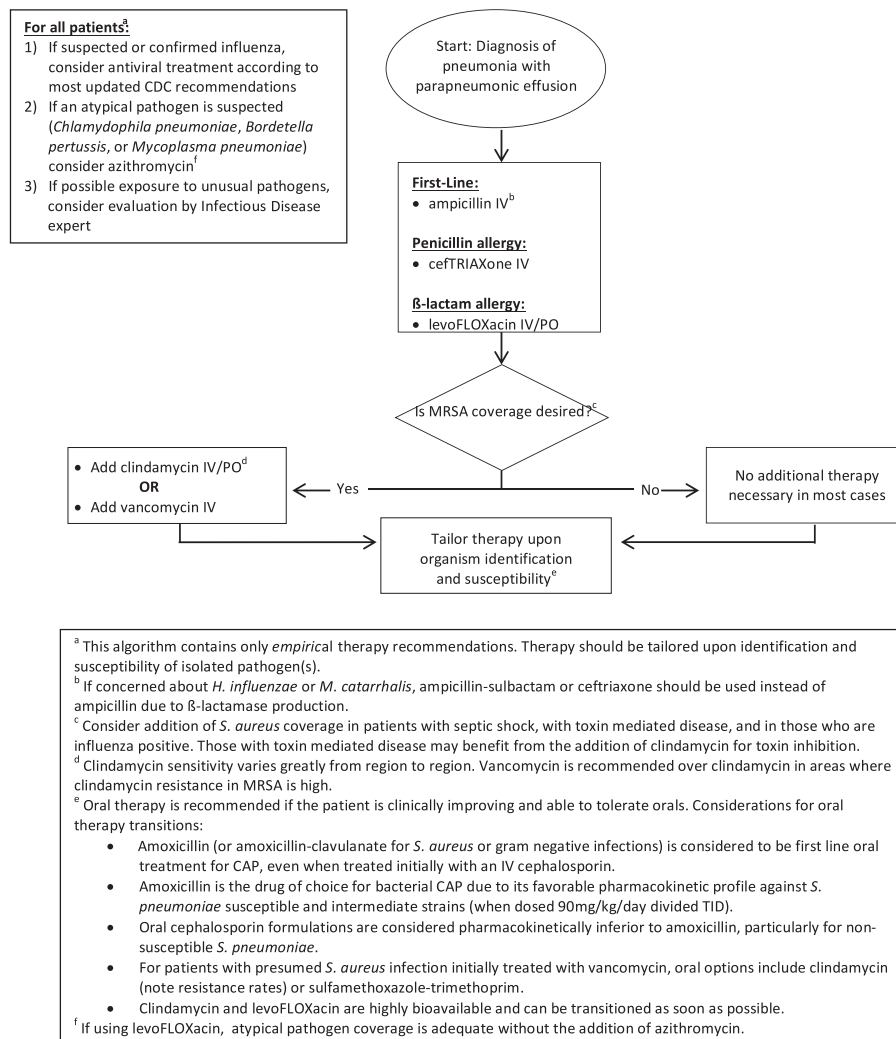 For all patientsᵃ:
1) If suspected or confirmed influenza,
consider antiviral treatment according to
most updated CDC recommendations
2) If an atypical pathogen is suspected
(Chlamydophila pneumoniae, Bordetella
pertussis, or Mycoplasma pneumoniae)
consider azithromycinᶠ
3) If possible exposure to unusual pathogens,
consider evaluation by Infectious Disease
expert
Start: Diagnosis of
pneumonia with
parapneumonic effusion
First-Line:
• ampicillin IVᵇ
Penicillin allergy:
• cefTRIAXone IV
ß-lactam allergy:
• levoFLOXacin IV/PO
Is MRSA coverage desired?ᶜ
Yes
No
• Add clindamycin IV/POᵈ
OR
• Add vancomycin IV
No additional therapy
necessary in most cases
Tailor therapy upon
organism identification
and susceptibilityᵉ
ᵃ This algorithm contains only empirical therapy recommendations. Therapy should be tailored upon identification and
susceptibility of isolated pathogen(s).
ᵇ If concerned about H. influenzae or M. catarrhalis, ampicillin-sulbactam or ceftriaxone should be used instead of
ampicillin due to ß-lactamase production.
ᶜ Consider addition of S. aureus coverage in patients with septic shock, with toxin mediated disease, and in those who are
influenza positive. Those with toxin mediated disease may benefit from the addition of clindamycin for toxin inhibition.
ᵈ Clindamycin sensitivity varies greatly from region to region. Vancomycin is recommended over clindamycin in areas where
clindamycin resistance in MRSA is high.
ᵉ Oral therapy is recommended if the patient is clinically improving and able to tolerate orals. Considerations for oral
therapy transitions:
• Amoxicillin (or amoxicillin-clavulanate for S. aureus or gram negative infections) is considered to be first line oral
treatment for CAP, even when treated initially with an IV cephalosporin.
• Amoxicillin is the drug of choice for bacterial CAP due to its favorable pharmacokinetic profile against S.
pneumoniae susceptible and intermediate strains (when dosed 90mg/kg/day divided TID).
• Oral cephalosporin formulations are considered pharmacokinetically inferior to amoxicillin, particularly for non-
susceptible S. pneumoniae.
• For patients with presumed S. aureus infection initially treated with vancomycin, oral options include clindamycin
(note resistance rates) or sulfamethoxazole-trimethoprim.
• Clindamycin and levoFLOXacin are highly bioavailable and can be transitioned as soon as possible.
ᶠ If using levoFLOXacin, atypical pathogen coverage is adequate without the addition of azithromycin.